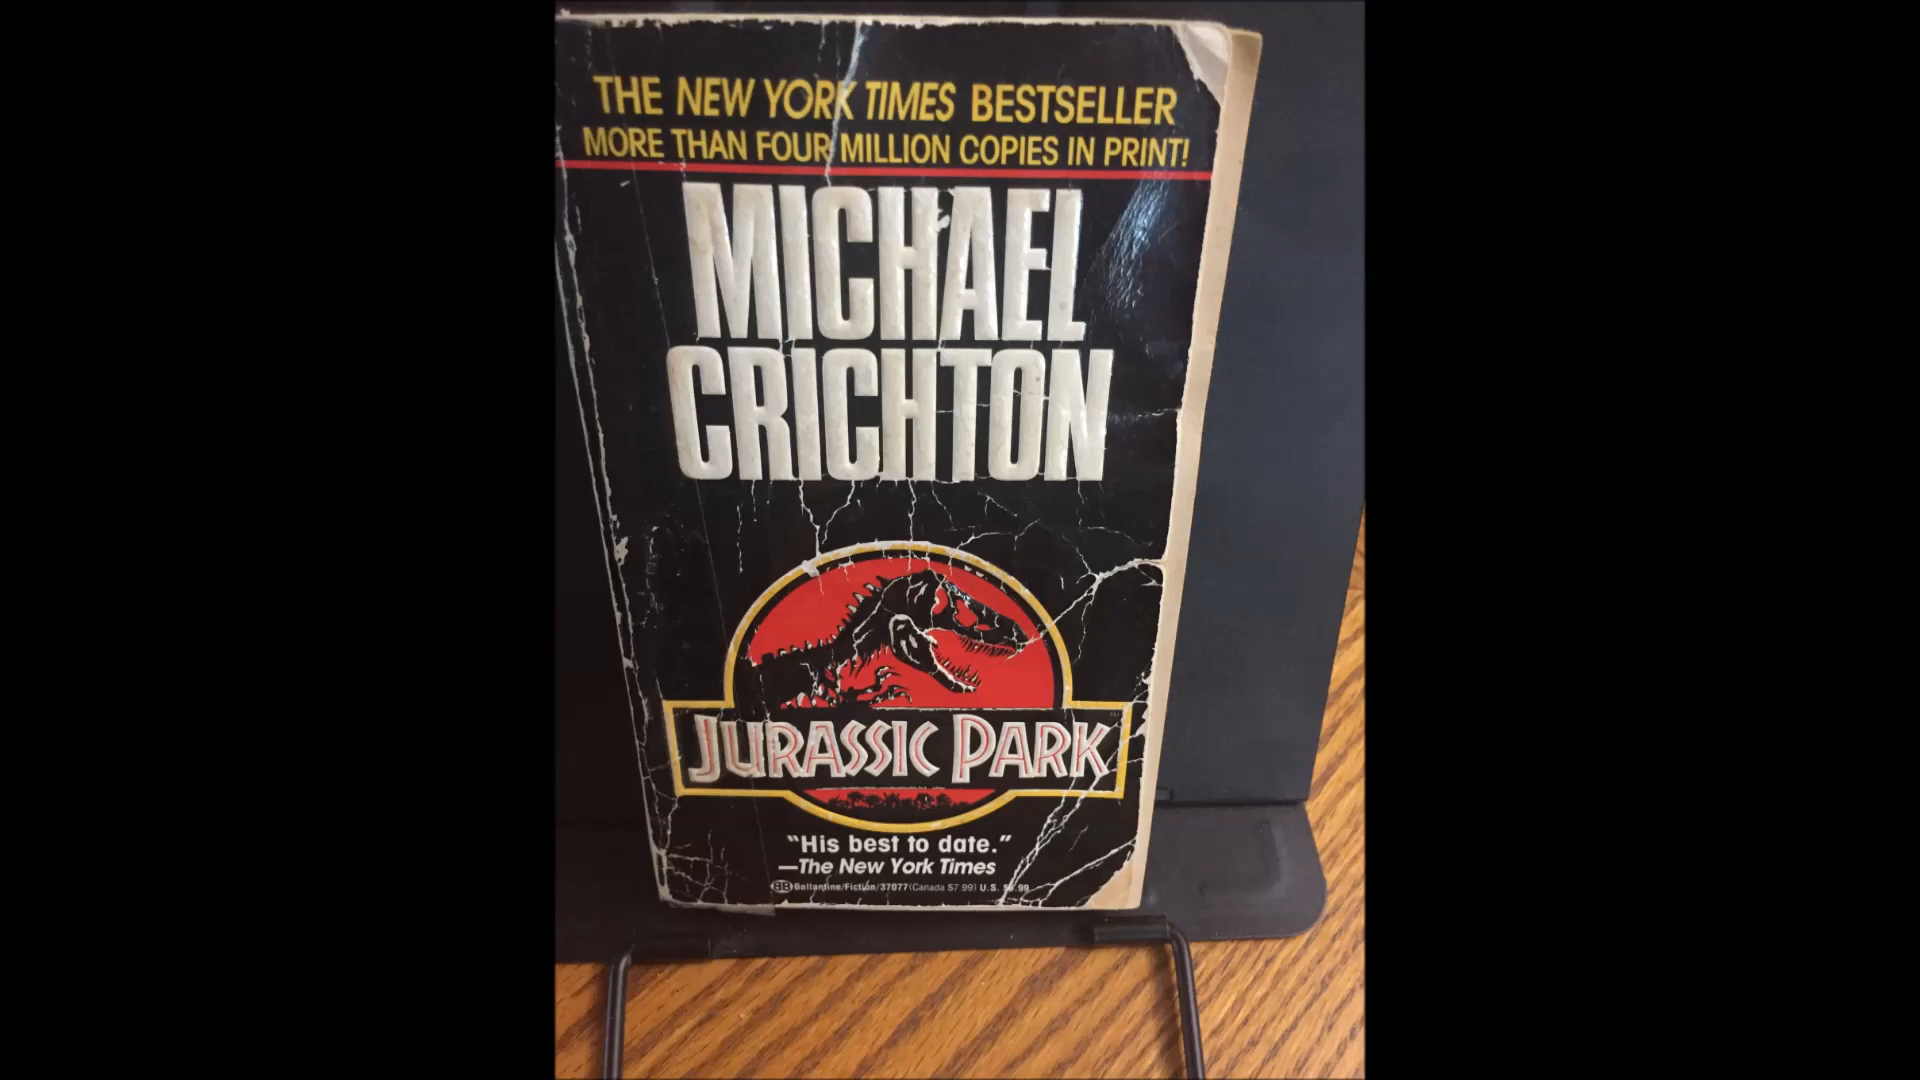 THE NEW YORK TIMES BESTSELLER
MORE THAN FOUR MILLION COPIES IN PRINT!
MICHAEL
CRICHTON
JURASSIC PARK
"His best to date."
—The New York Times
BB Ballantine/Fiction/37077 (Canada $7.99) U.S.